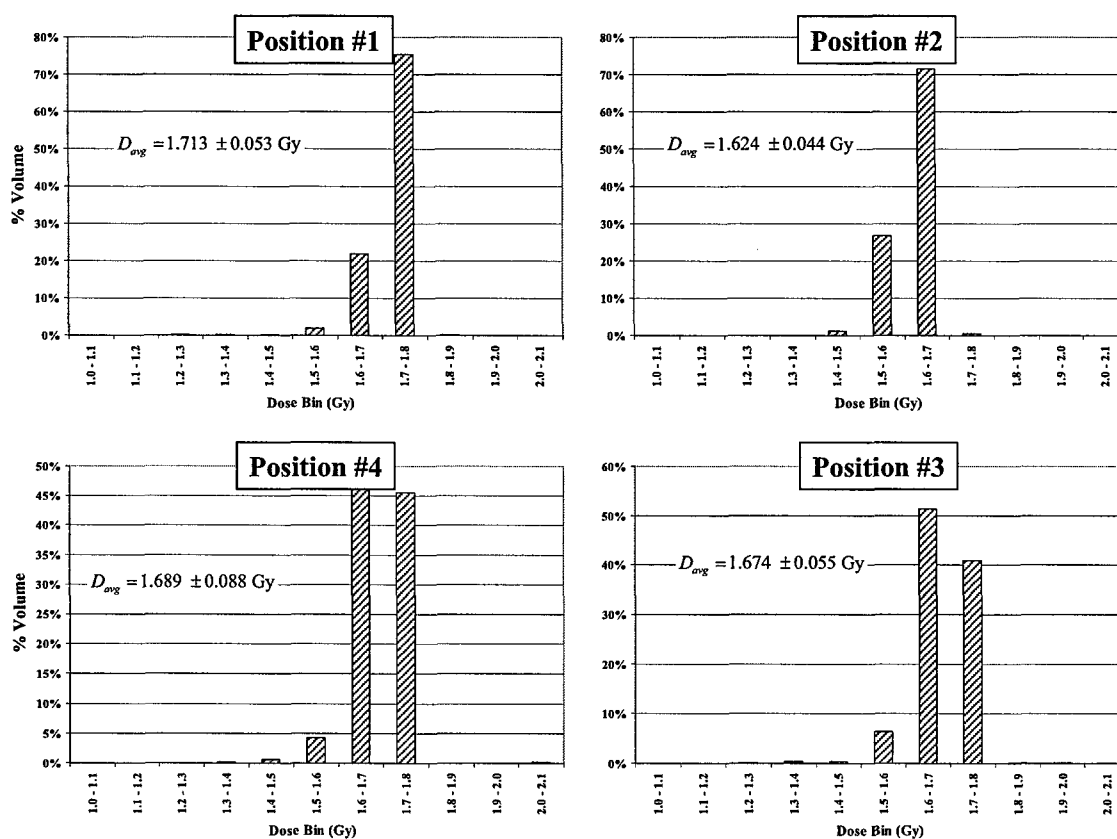 Position #1
80%
70%
60%
50%
40%
30%
20%
10%
0%
% Volume
D_avg = 1.713 ± 0.053 Gy
1.0 - 1.1
1.1 - 1.2
1.2 - 1.3
1.3 - 1.4
1.4 - 1.5
1.5 - 1.6
1.6 - 1.7
1.7 - 1.8
1.8 - 1.9
1.9 - 2.0
2.0 - 2.1
Dose Bin (Gy)
Position #2
80%
70%
60%
50%
40%
30%
20%
10%
0%
D_avg = 1.624 ± 0.044 Gy
1.0 - 1.1
1.1 - 1.2
1.2 - 1.3
1.3 - 1.4
1.4 - 1.5
1.5 - 1.6
1.6 - 1.7
1.7 - 1.8
1.8 - 1.9
1.9 - 2.0
2.0 - 2.1
Dose Bin (Gy)
Position #4
50%
45%
40%
35%
30%
25%
20%
15%
10%
5%
0%
% Volume
D_avg = 1.689 ± 0.088 Gy
1.0 - 1.1
1.1 - 1.2
1.2 - 1.3
1.3 - 1.4
1.4 - 1.5
1.5 - 1.6
1.6 - 1.7
1.7 - 1.8
1.8 - 1.9
1.9 - 2.0
2.0 - 2.1
Dose Bin (Gy)
Position #3
60%
50%
40%
30%
20%
10%
0%
D_avg = 1.674 ± 0.055 Gy
1.0 - 1.1
1.1 - 1.2
1.2 - 1.3
1.3 - 1.4
1.4 - 1.5
1.5 - 1.6
1.6 - 1.7
1.7 - 1.8
1.8 - 1.9
1.9 - 2.0
2.0 - 2.1
Dose Bin (Gy)